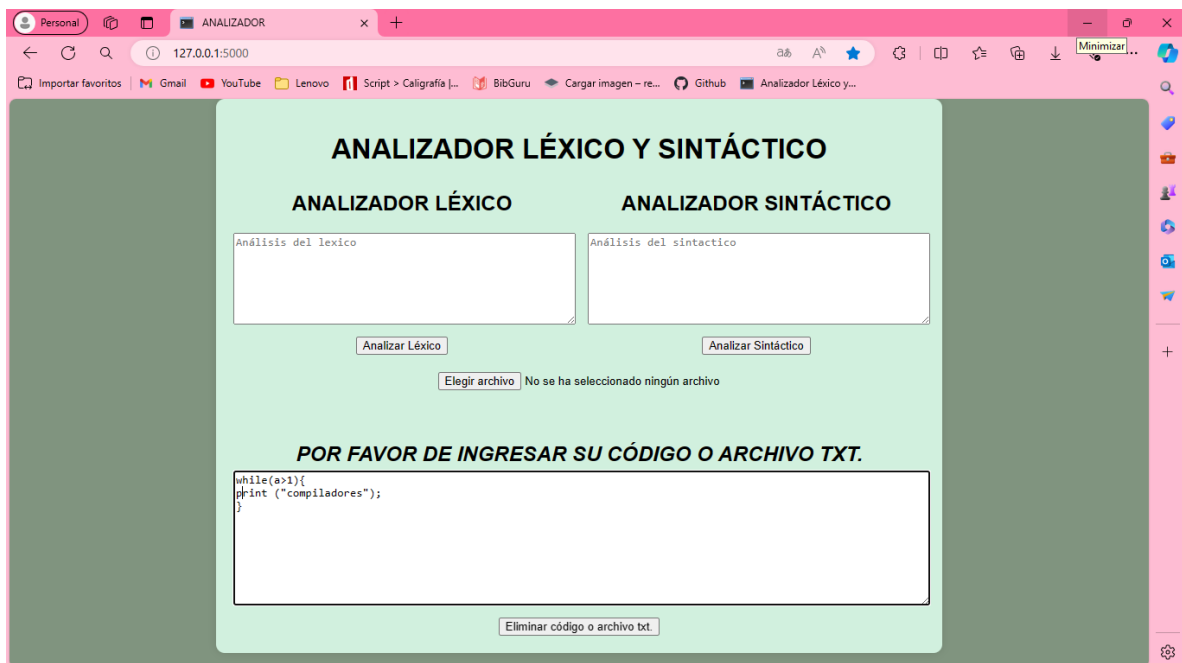 Personal
ANALIZADOR
127.0.0.1:5000
Minimizar
Importar favoritos
Gmail
YouTube
Lenovo
Script > Caligrafía |...
BibGuru
Cargar imagen – re...
Github
Analizador Léxico y...
ANALIZADOR LÉXICO Y SINTÁCTICO
ANALIZADOR LÉXICO
ANALIZADOR SINTÁCTICO
Análisis del lexico
Análisis del sintactico
Analizar Léxico
Analizar Sintáctico
Elegir archivo No se ha seleccionado ningún archivo
POR FAVOR DE INGRESAR SU CÓDIGO O ARCHIVO TXT.
while(a>1){
print ("compiladores");
}
Eliminar código o archivo txt.